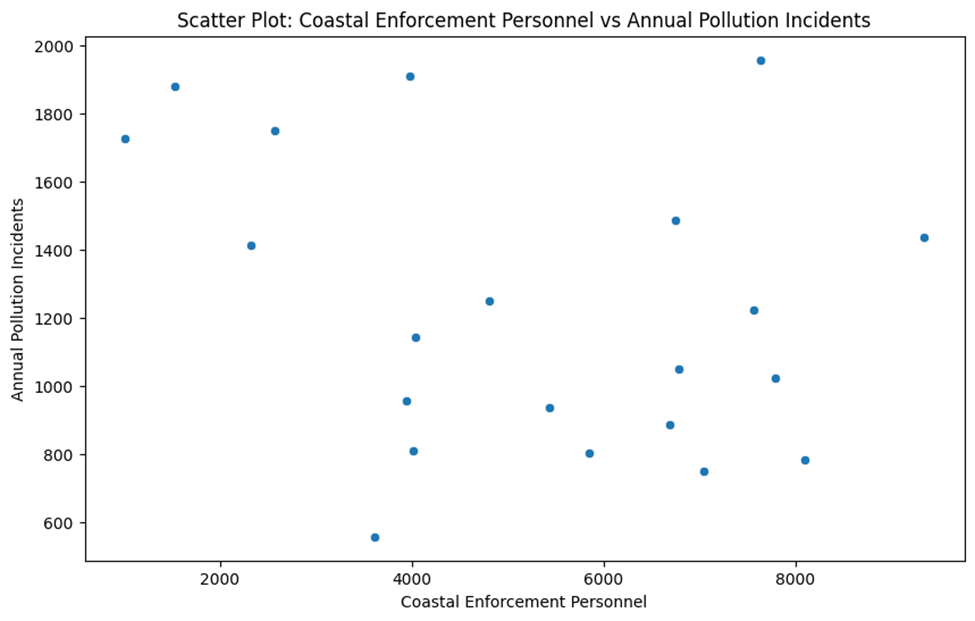 Scatter Plot: Coastal Enforcement Personnel vs Annual Pollution Incidents
2000
1800
1600
1400
1200
1000
800
600
Annual Pollution Incidents
2000 4000 6000 8000
Coastal Enforcement Personnel